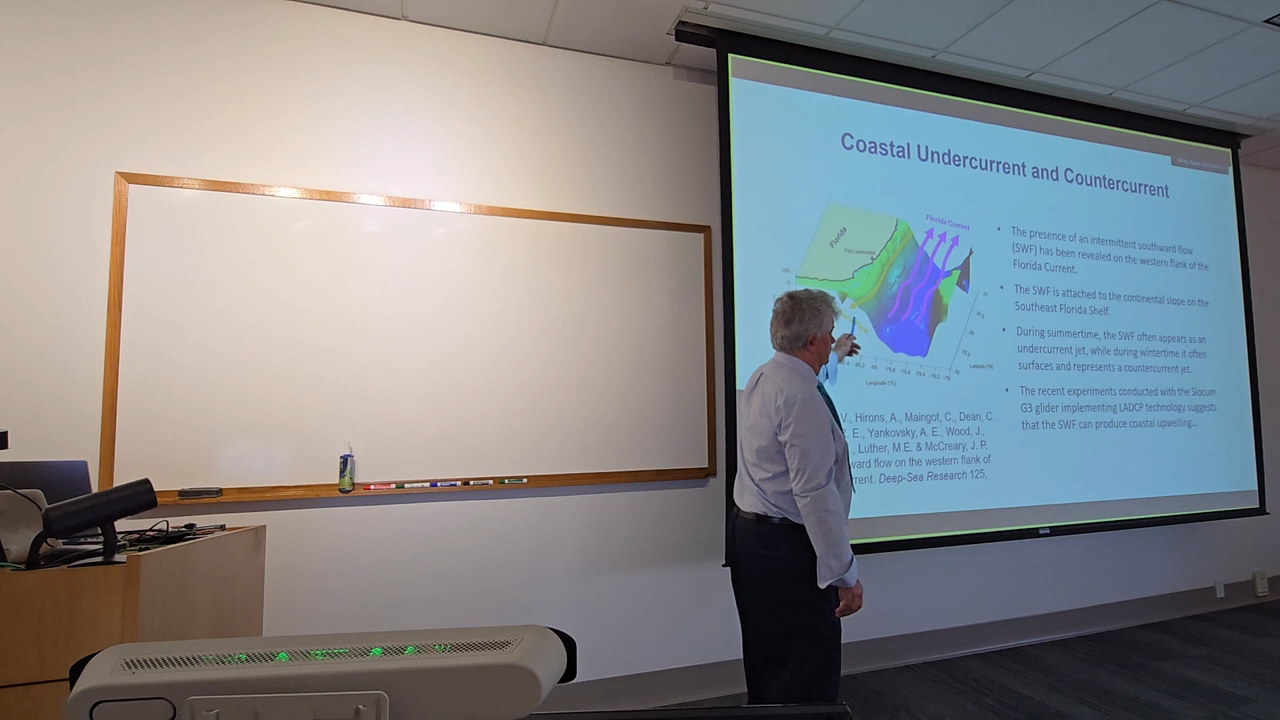 Coastal Undercurrent and Countercurrent
Florida Current
Florida
Fort Lauderdale
Latitude (°N)
Longitude (°E)
The presence of an intermittent southward flow
(SWF) has been revealed on the western flank of the
Florida Current.
The SWF is attached to the continental slope on the
Southeast Florida Shelf.
During summertime, the SWF often appears as an
undercurrent jet, while during wintertime it often
surfaces and represents a countercurrent jet.
The recent experiments conducted with the Slocum
G3 glider implementing LADCP technology suggests
that the SWF can produce coastal upwelling...
V., Hirons, A., Maingot, C., Dean, C.
E., Yankovsky, A. E., Wood, J.,
Luther, M.E. & McCreary, J. P.
ward flow on the western flank of
rent. Deep-Sea Research 125,